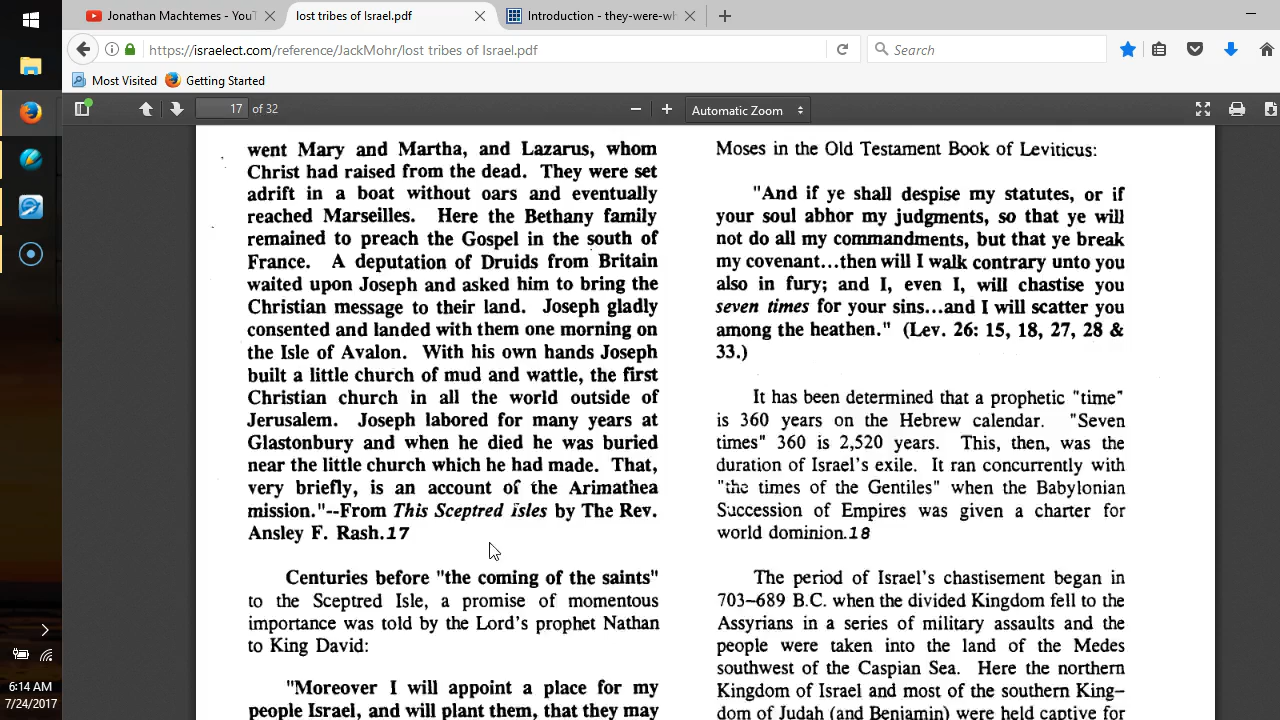 Jonathan Machtemes - YouT
lost tribes of Israel.pdf
Introduction - they-were-wh
https://israelect.com/reference/JackMohr/lost tribes of Israel.pdf
Search
Most Visited
Getting Started
17 of 32
Automatic Zoom
went Mary and Martha, and Lazarus, whom
Christ had raised from the dead. They were set
adrift in a boat without oars and eventually
reached Marseilles. Here the Bethany family
remained to preach the Gospel in the south of
France. A deputation of Druids from Britain
waited upon Joseph and asked him to bring the
Christian message to their land. Joseph gladly
consented and landed with them one morning on
the Isle of Avalon. With his own hands Joseph
built a little church of mud and wattle, the first
Christian church in all the world outside of
Jerusalem. Joseph labored for many years at
Glastonbury and when he died he was buried
near the little church which he had made. That,
very briefly, is an account of the Arimathea
mission."--From This Sceptred Isles by The Rev.
Ansley F. Rash.17
Centuries before "the coming of the saints"
to the Sceptred Isle, a promise of momentous
importance was told by the Lord's prophet Nathan
to King David:
"Moreover I will appoint a place for my
people Israel, and will plant them, that they may
Moses in the Old Testament Book of Leviticus:
"And if ye shall despise my statutes, or if
your soul abhor my judgments, so that ye will
not do all my commandments, but that ye break
my covenant...then will I walk contrary unto you
also in fury; and I, even I, will chastise you
seven times for your sins...and I will scatter you
among the heathen." (Lev. 26: 15, 18, 27, 28 &
33.)
It has been determined that a prophetic "time"
is 360 years on the Hebrew calendar. "Seven
times" 360 is 2,520 years. This, then, was the
duration of Israel's exile. It ran concurrently with
"the times of the Gentiles" when the Babylonian
Succession of Empires was given a charter for
world dominion.18
The period of Israel's chastisement began in
703-689 B.C. when the divided Kingdom fell to the
Assyrians in a series of military assaults and the
people were taken into the land of the Medes
southwest of the Caspian Sea. Here the northern
Kingdom of Israel and most of the southern King-
dom of Judah (and Benjamin) were held captive for
6:14 AM
7/24/2017